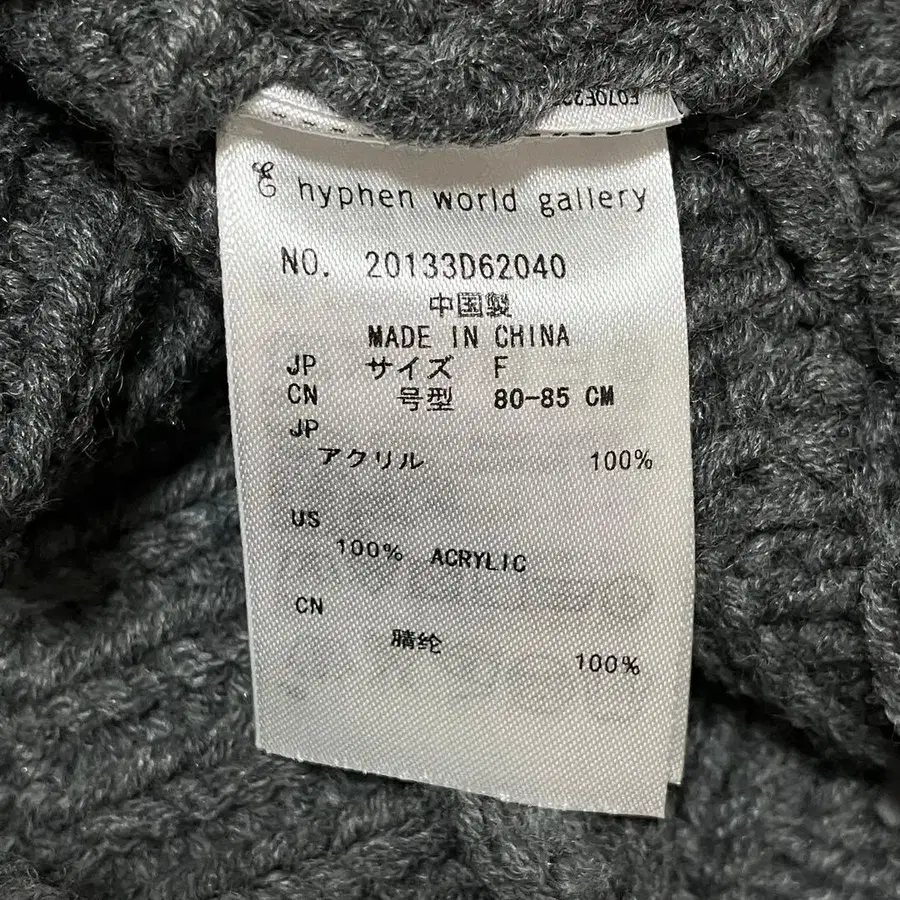 hyphen world gallery
NO. 20133D62040
中国製
MADE IN CHINA
JP サイズ F
CN 号型 80-85 CM
JP
アクリル 100%
US
100% ACRYLIC
CN
腈纶 100%